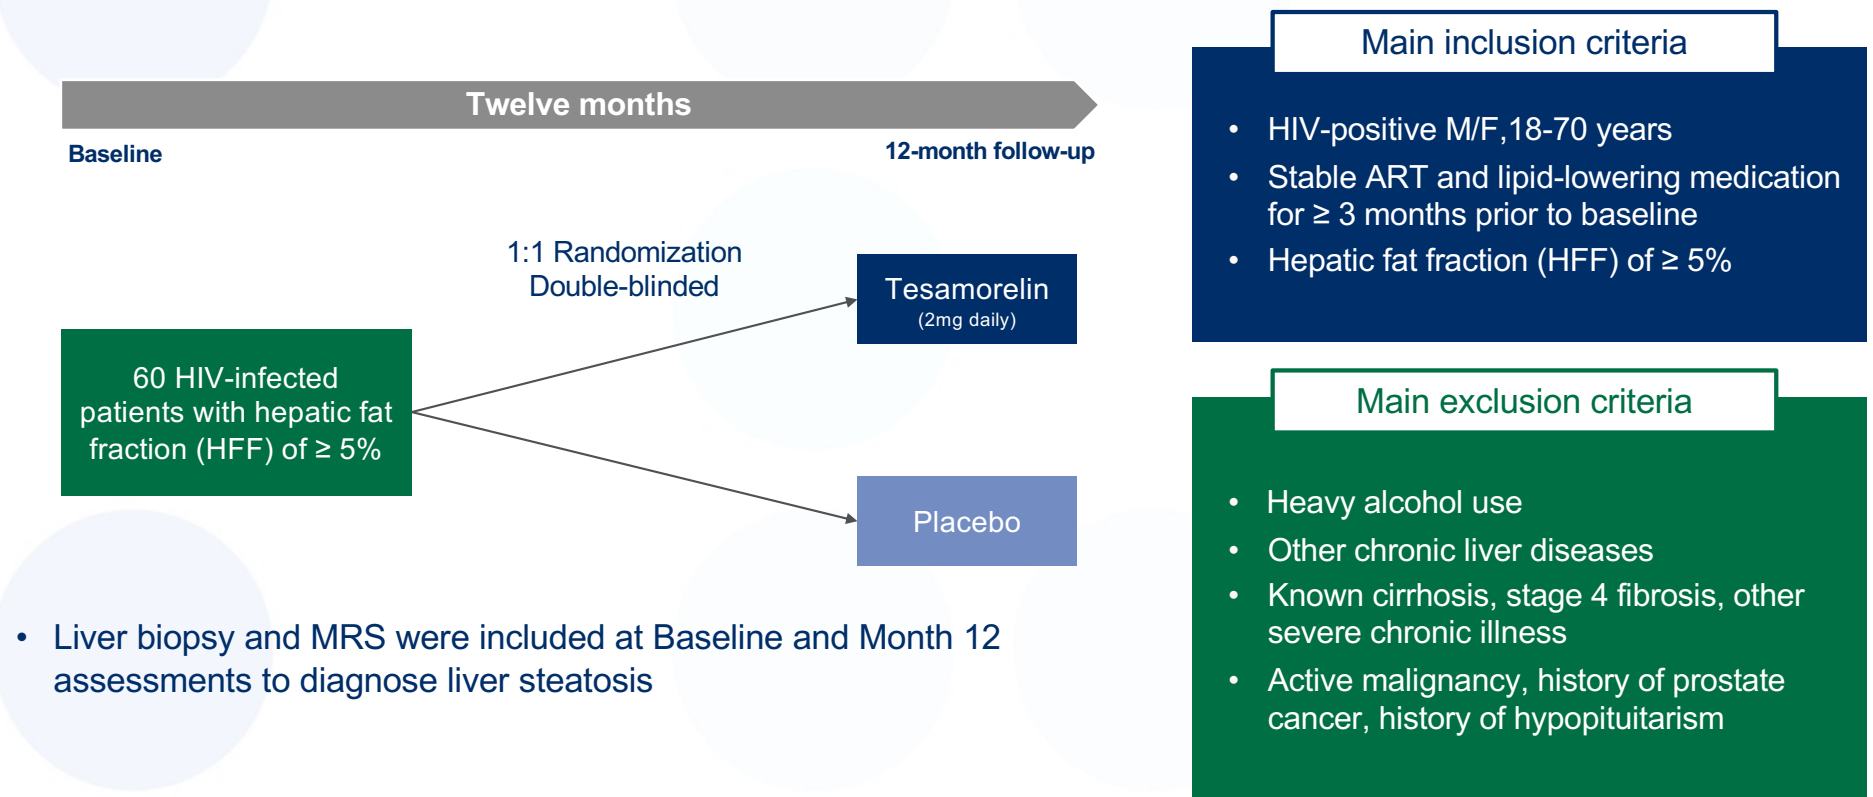 Twelve months
Baseline
12-month follow-up
1:1 Randomization
Double-blinded
60 HIV-infected
patients with hepatic fat
fraction (HFF) of ≥ 5%
Tesamorelin
(2mg daily)
Placebo
• Liver biopsy and MRS were included at Baseline and Month 12
assessments to diagnose liver steatosis
Main inclusion criteria
• HIV-positive M/F,18-70 years
• Stable ART and lipid-lowering medication
for ≥ 3 months prior to baseline
• Hepatic fat fraction (HFF) of ≥ 5%
Main exclusion criteria
• Heavy alcohol use
• Other chronic liver diseases
• Known cirrhosis, stage 4 fibrosis, other
severe chronic illness
• Active malignancy, history of prostate
cancer, history of hypopituitarism